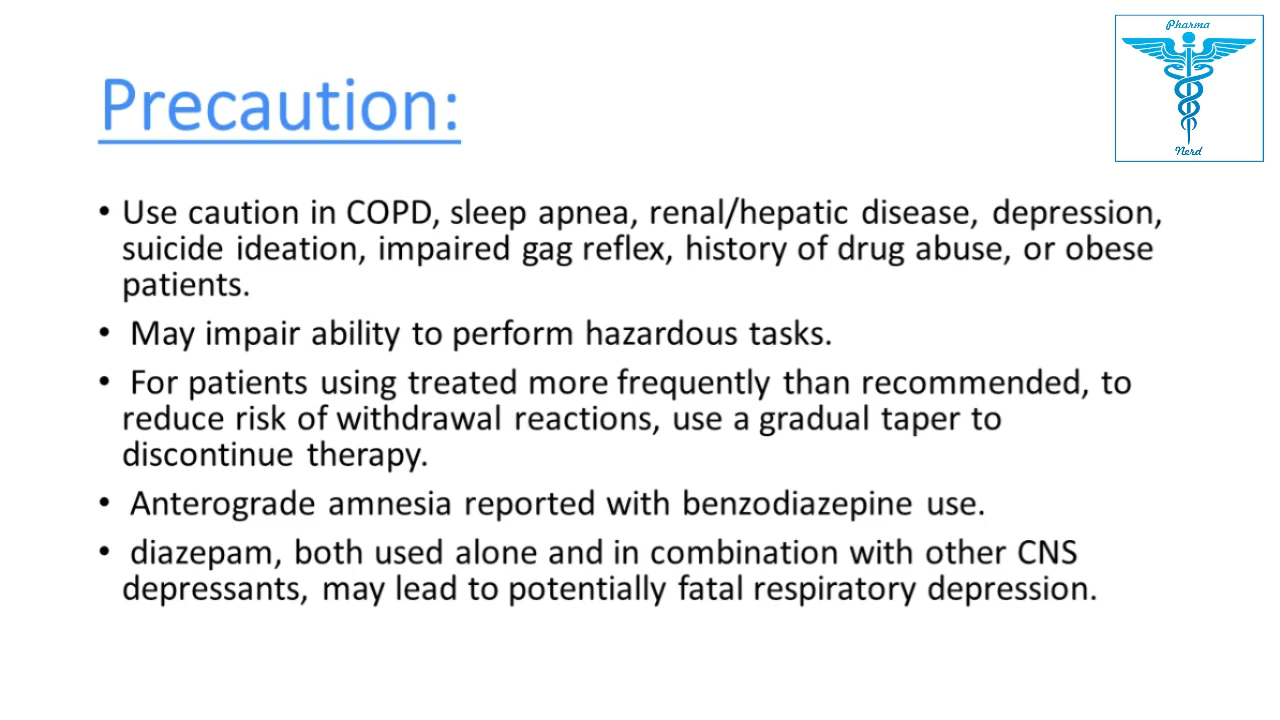 Pharma
Nerd
Precaution:
• Use caution in COPD, sleep apnea, renal/hepatic disease, depression,
suicide ideation, impaired gag reflex, history of drug abuse, or obese
patients.
• May impair ability to perform hazardous tasks.
• For patients using treated more frequently than recommended, to
reduce risk of withdrawal reactions, use a gradual taper to
discontinue therapy.
• Anterograde amnesia reported with benzodiazepine use.
• diazepam, both used alone and in combination with other CNS
depressants, may lead to potentially fatal respiratory depression.